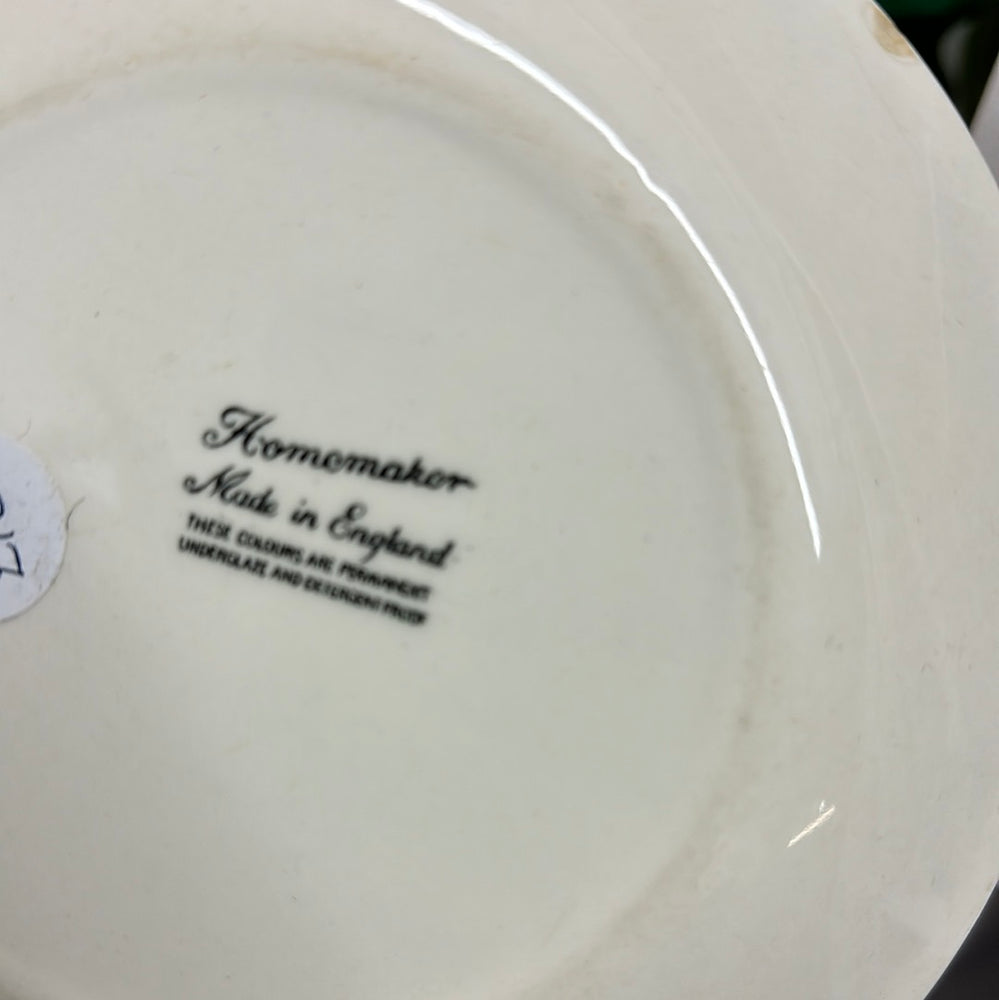 Homemaker
Made in England
THESE COLOURS ARE PERMANENT
UNDERGLAZE AND DETERGENT PROOF